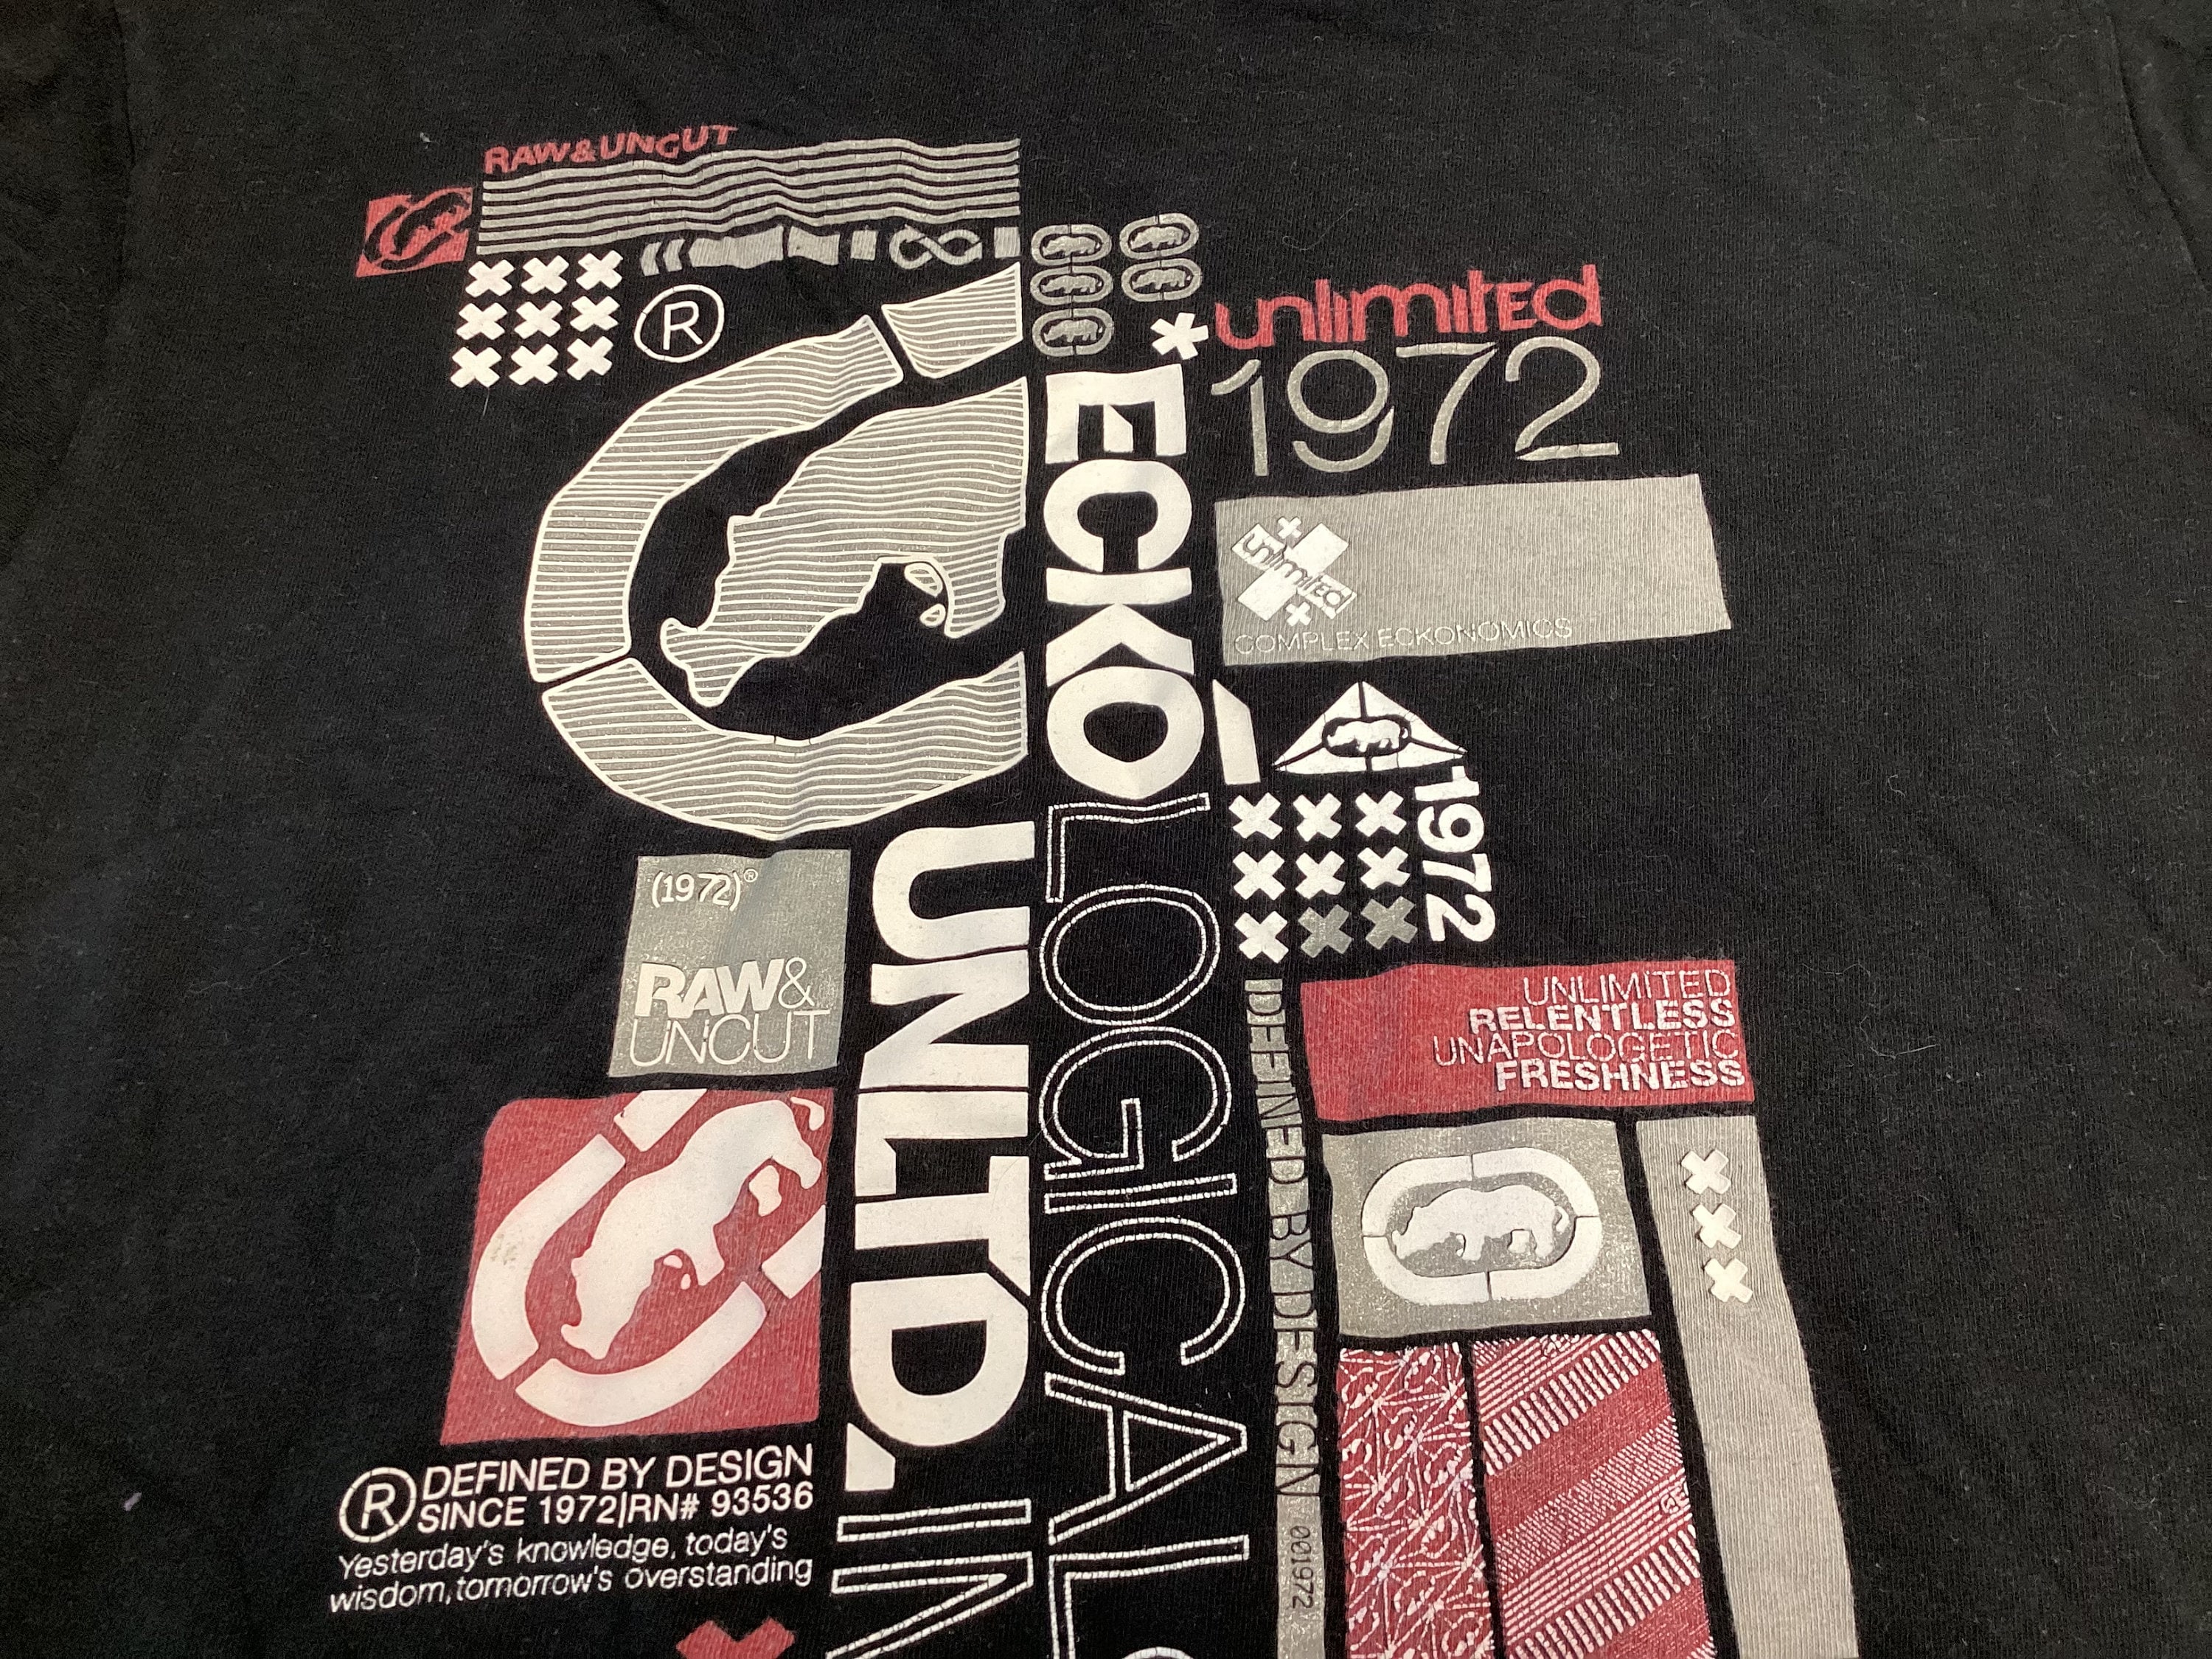 RAW&UNCUT
®
*unlimited
1972
ECKO
unlimited
COMPLEX ECKONOMICS
1972
(1972)®
RAW&
UNCUT
UNLTD.
LOGICAL
UNLIMITED
RELENTLESS
UNAPOLOGETIC
FRESHNESS
DEFINED BY DESIGN 001972
® DEFINED BY DESIGN
SINCE 1972|RN# 93536
Yesterday's knowledge, today's
wisdom, tomorrow's overstanding